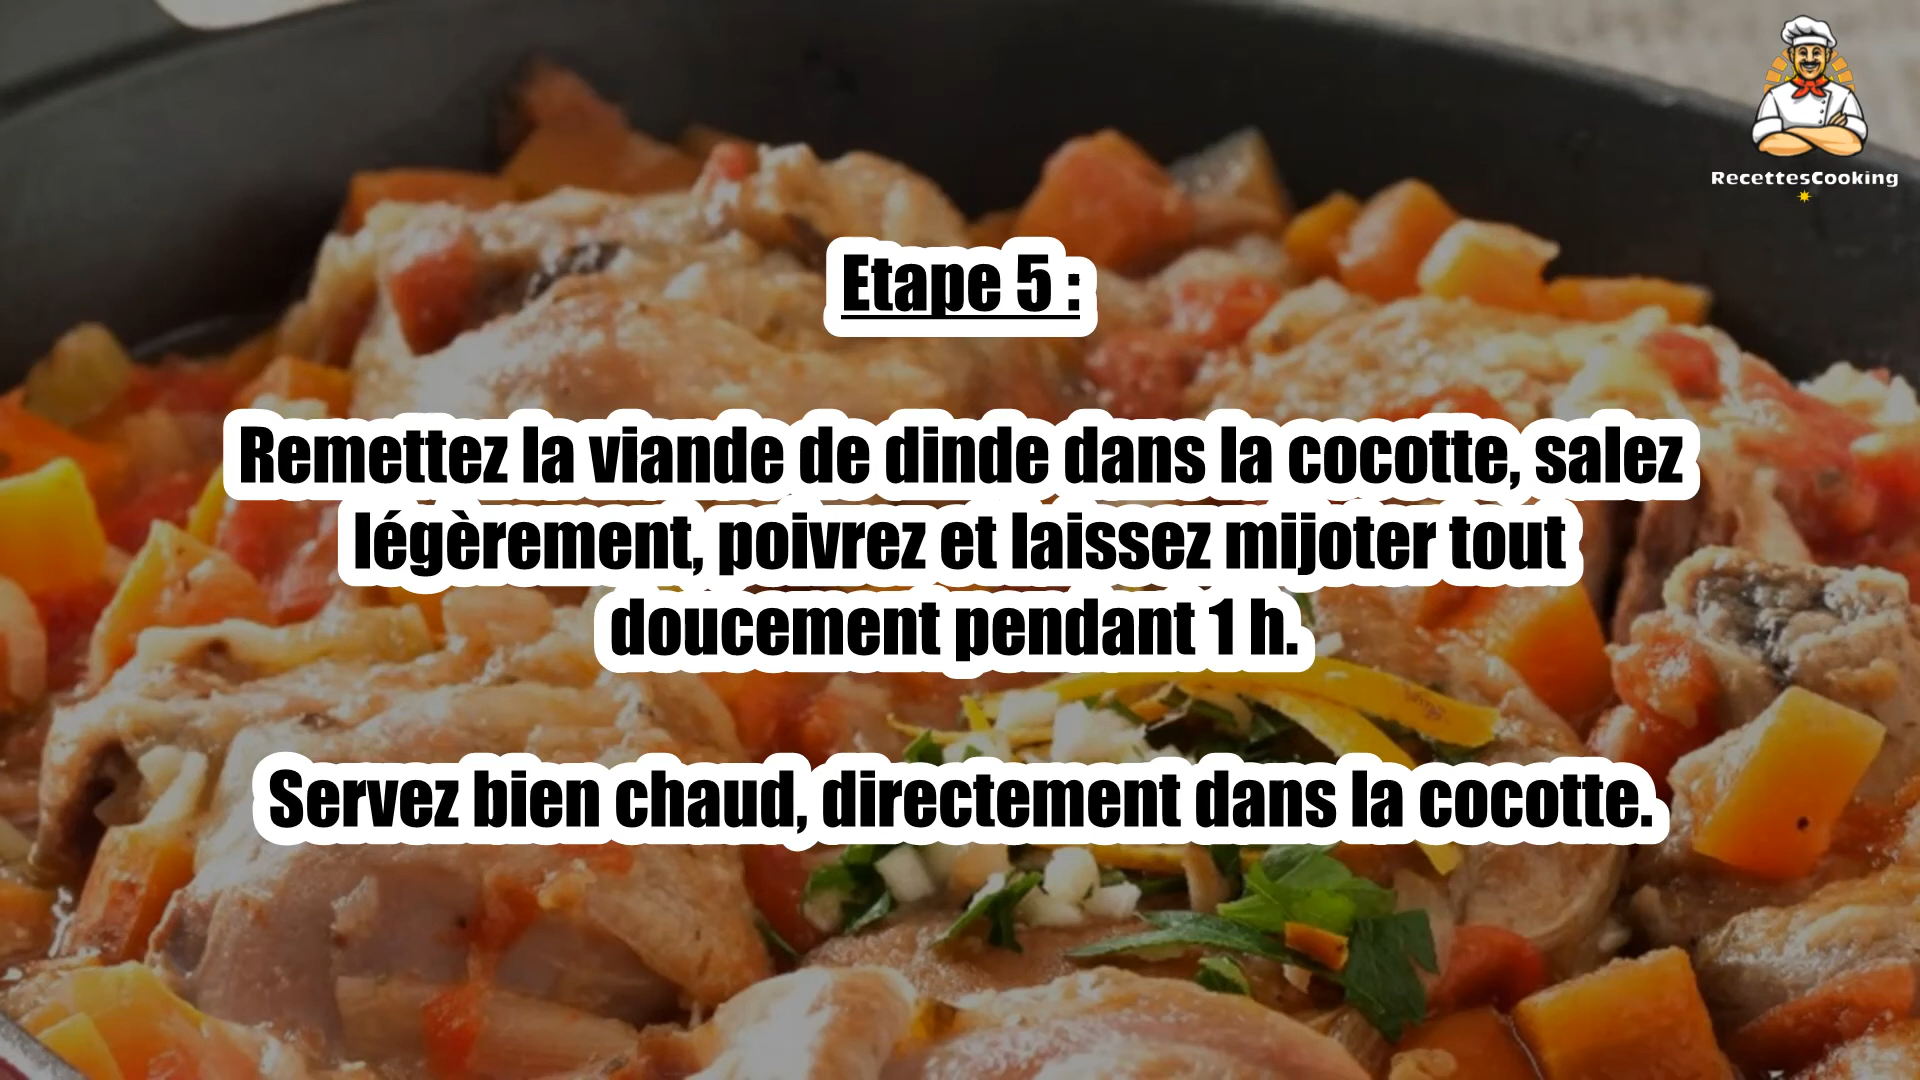 RecettesCooking
Etape 5 :
Remettez la viande de dinde dans la cocotte, salez
légèrement, poivrez et laissez mijoter tout
doucement pendant 1 h.
Servez bien chaud, directement dans la cocotte.